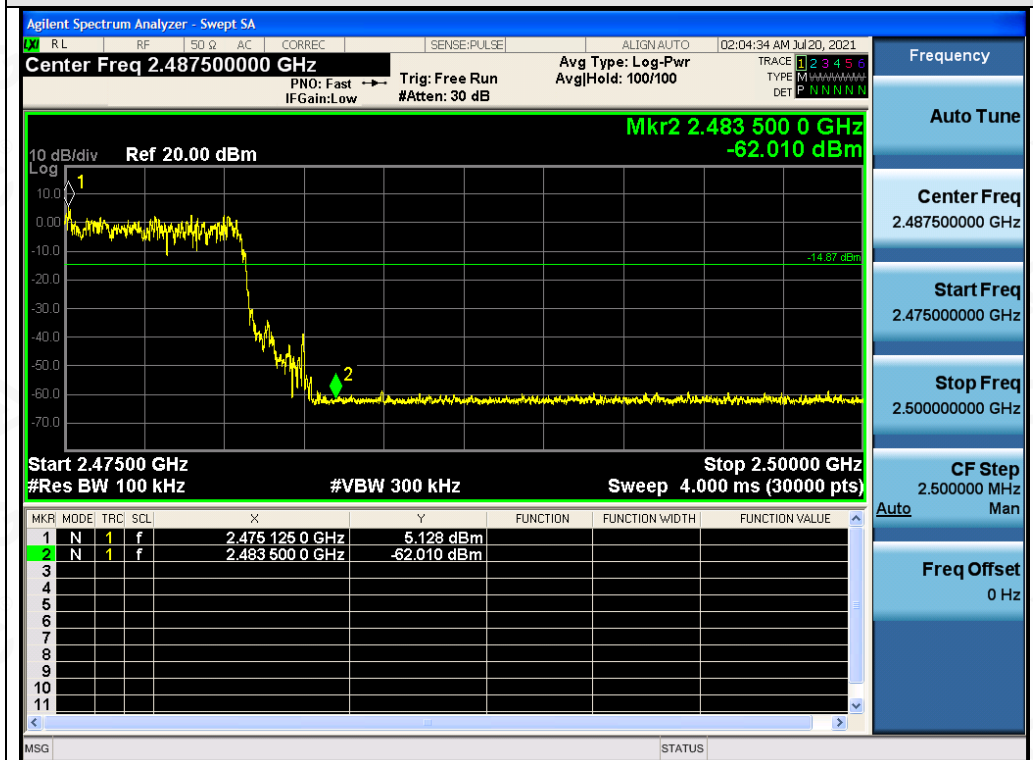 Agilent Spectrum Analyzer - Swept SA
LXI RL RF 50 Ω AC CORREC SENSE:PULSE ALIGN AUTO 02:04:34 AM Jul 20, 2021
Center Freq 2.487500000 GHz
PNO: Fast
IFGain:Low
Trig: Free Run
#Atten: 30 dB
Avg Type: Log-Pwr
Avg|Hold: 100/100
TRACE 1 2 3 4 5 6
TYPE M WWWWW
DET P N N N N N
Mkr2 2.483 500 0 GHz
-62.010 dBm
10 dB/div Ref 20.00 dBm
Log
10.0
0.00
-10.0
-20.0
-30.0
-40.0
-50.0
-60.0
-70.0
1
-14.87 dBm
2
Start 2.47500 GHz Stop 2.50000 GHz
#Res BW 100 kHz #VBW 300 kHz Sweep 4.000 ms (30000 pts)
MKR MODE TRC SCL X Y FUNCTION FUNCTION WIDTH FUNCTION VALUE
1 N 1 f 2.475 125 0 GHz 5.128 dBm
2 N 1 f 2.483 500 0 GHz -62.010 dBm
3
4
5
6
7
8
9
10
11
MSG STATUS
Frequency
Auto Tune
Center Freq
2.487500000 GHz
Start Freq
2.475000000 GHz
Stop Freq
2.500000000 GHz
CF Step
2.500000 MHz
Auto Man
Freq Offset
0 Hz